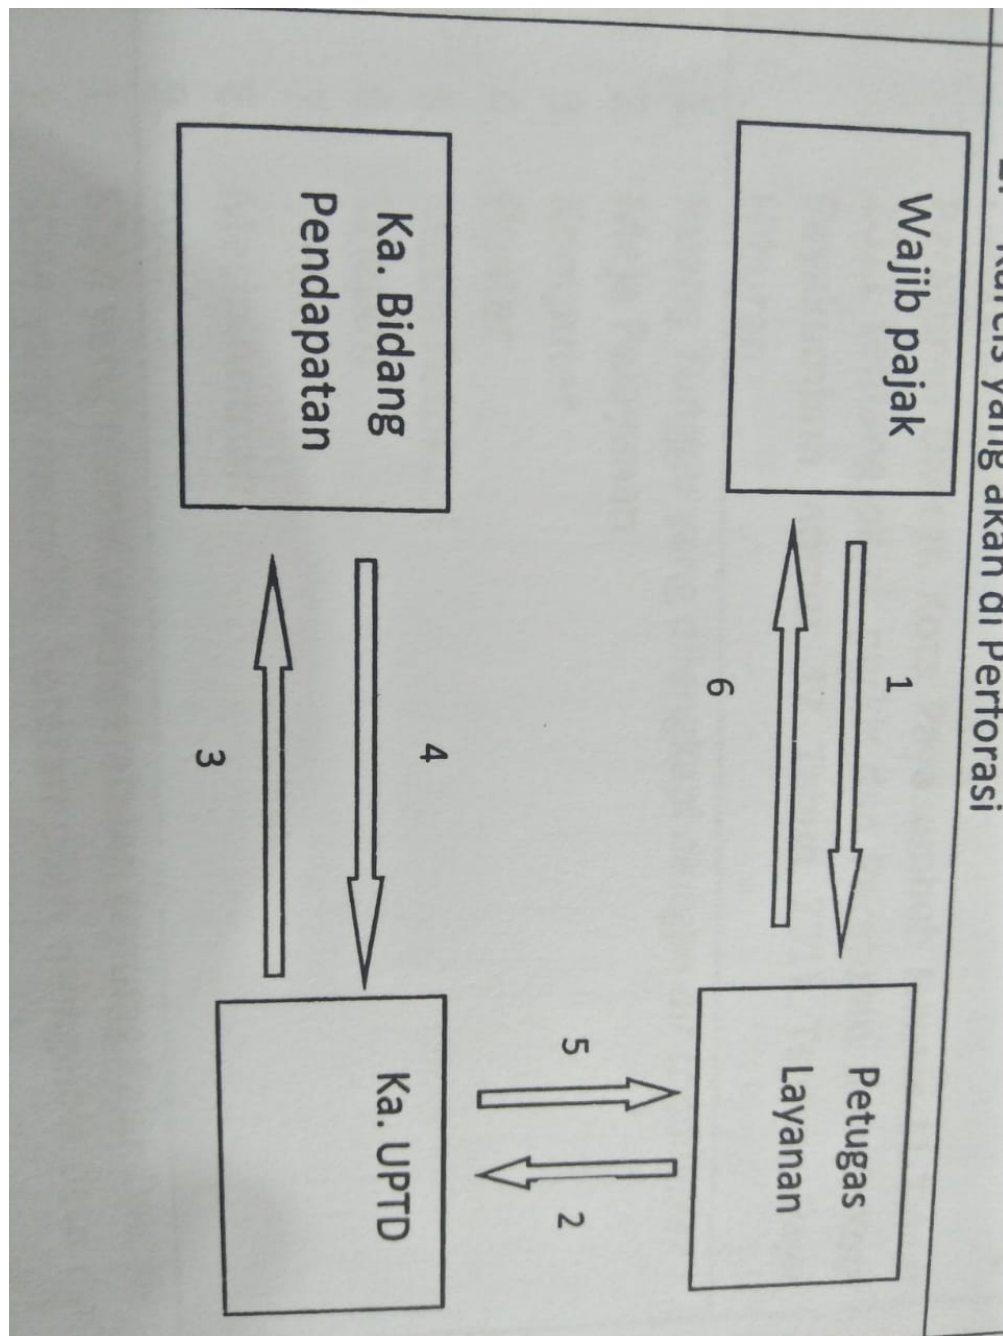 Karcis yang akan di Perforasi
Wajib pajak
1
6
Petugas
Layanan
5
2
Ka. Bidang
Pendapatan
4
3
Ka. UPTD